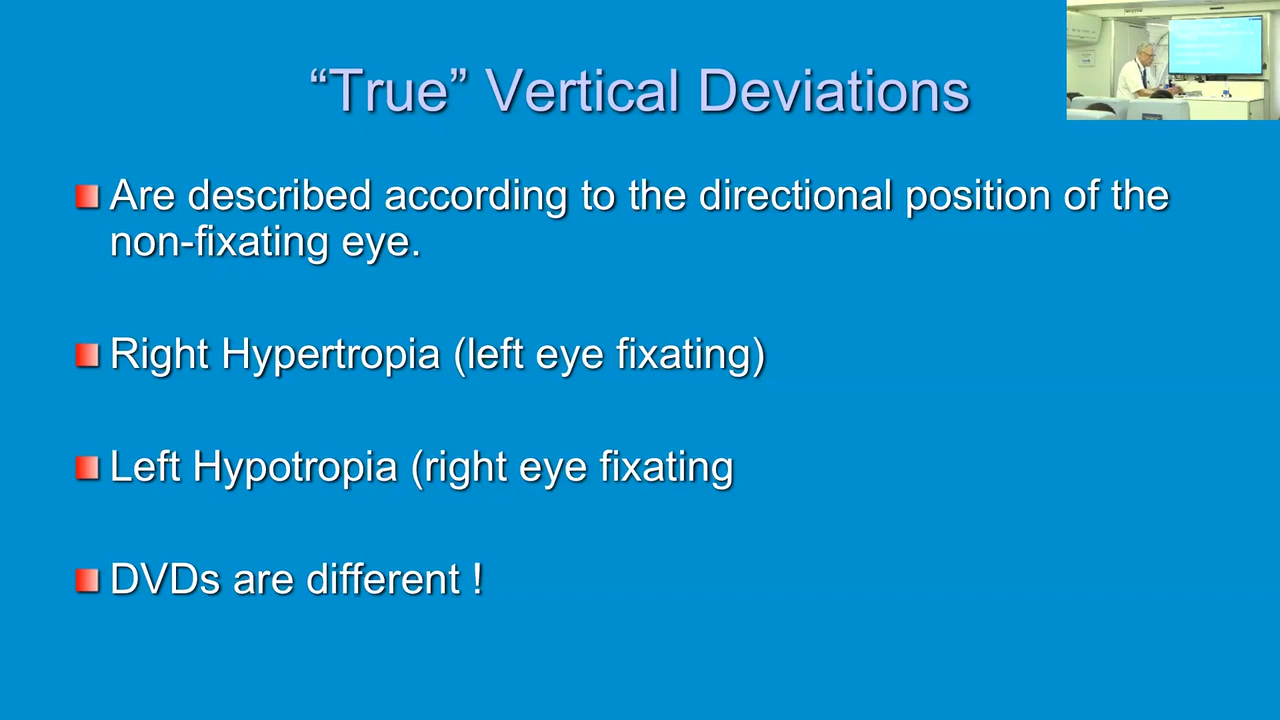 “True” Vertical Deviations
Are described according to the directional position of the
non-fixating eye.
Right Hypertropia (left eye fixating)
Left Hypotropia (right eye fixating
DVDs are different !